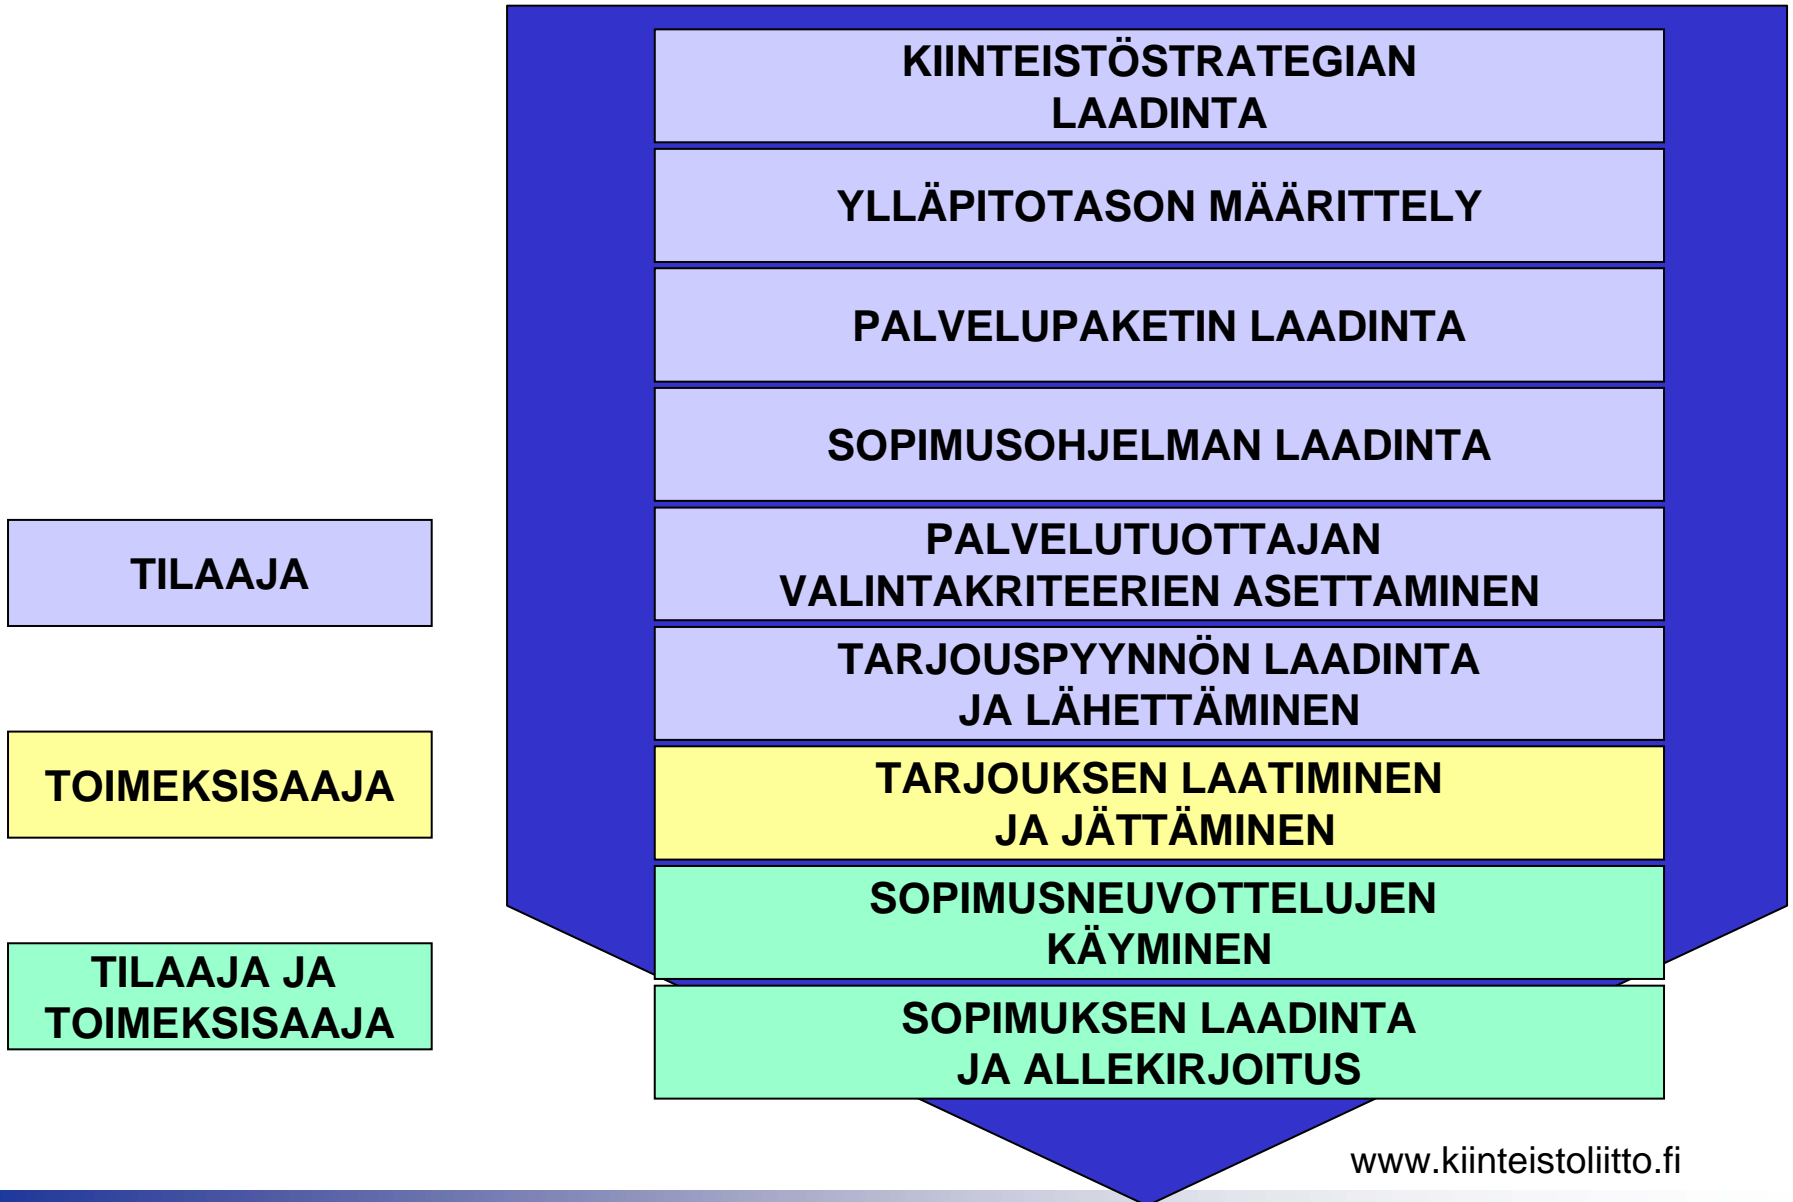 KIINTEISTÖSTRATEGIAN
LAADINTA
YLLÄPITOTASON MÄÄRITTELY
PALVELUPAKETIN LAADINTA
SOPIMUSOHJELMAN LAADINTA
PALVELUTUOTTAJAN
VALINTAKRITEERIEN ASETTAMINEN
TARJOUSPYYNNÖN LAADINTA
JA LÄHETTÄMINEN
TARJOUKSEN LAATIMINEN
JA JÄTTÄMINEN
SOPIMUSNEUVOTTELUJEN
KÄYMINEN
SOPIMUKSEN LAADINTA
JA ALLEKIRJOITUS
TILAAJA
TOIMEKSISAAJA
TILAAJA JA
TOIMEKSISAAJA
www.kiinteistoliitto.fi